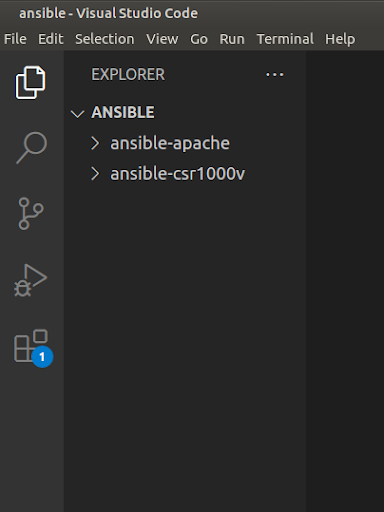 ansible - Visual Studio Code
File Edit Selection View Go Run Terminal Help
EXPLORER ...
ANSIBLE
ansible-apache
ansible-csr1000v
1